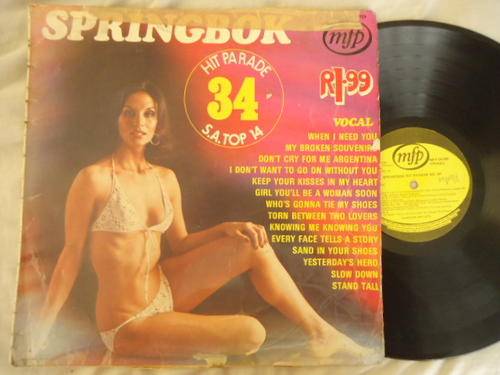 SPRINGBOK
mfp
HIT PARADE
34
S.A. TOP 14
R1·99
VOCAL
WHEN I NEED YOU
MY BROKEN SOUVENIRS
DON'T CRY FOR ME ARGENTINA
I DON'T WANT TO GO ON WITHOUT YOU
KEEP YOUR KISSES IN MY HEART
GIRL YOU'LL BE A WOMAN SOON
WHO'S GONNA TIE MY SHOES
TORN BETWEEN TWO LOVERS
KNOWING ME KNOWING YOU
EVERY FACE TELLS A STORY
SAND IN YOUR SHOES
YESTERDAY'S HERO
SLOW DOWN
STAND TALL
mfp